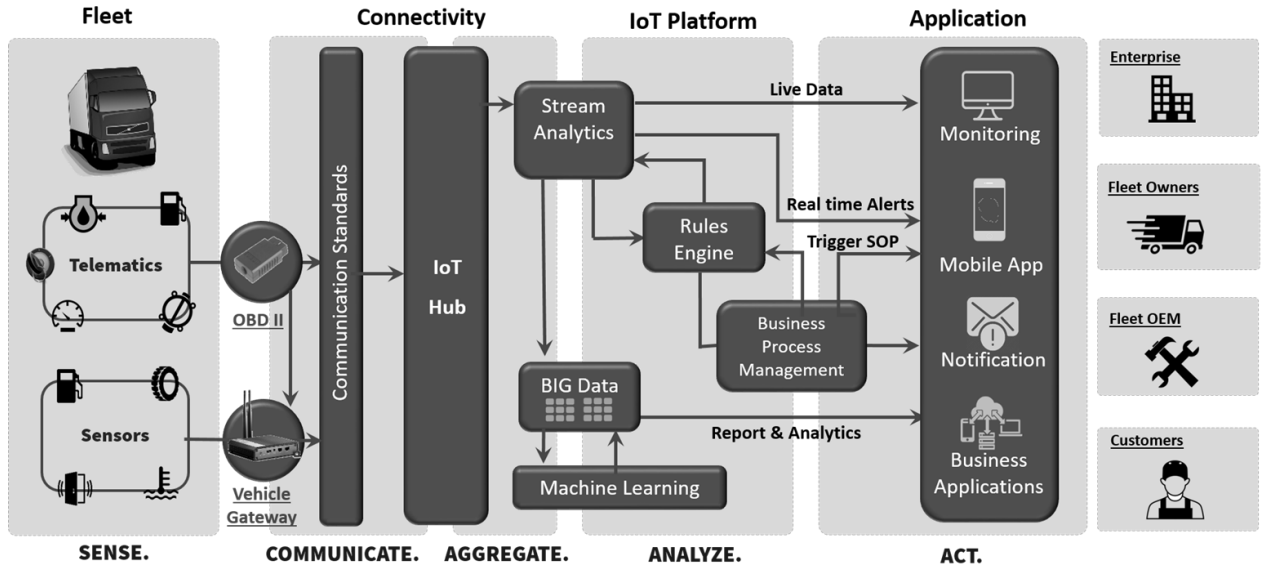 Fleet
Connectivity
IoT Platform
Application
Telematics
Sensors
OBD II
Vehicle
Gateway
Communication Standards
IoT
Hub
Stream
Analytics
Rules
Engine
Business
Process
Management
BIG Data
Machine Learning
Live Data
Real time Alerts
Trigger SOP
Report & Analytics
Monitoring
Mobile App
Notification
Business
Applications
Enterprise
Fleet Owners
Fleet OEM
Customers
SENSE.
COMMUNICATE.
AGGREGATE.
ANALYZE.
ACT.